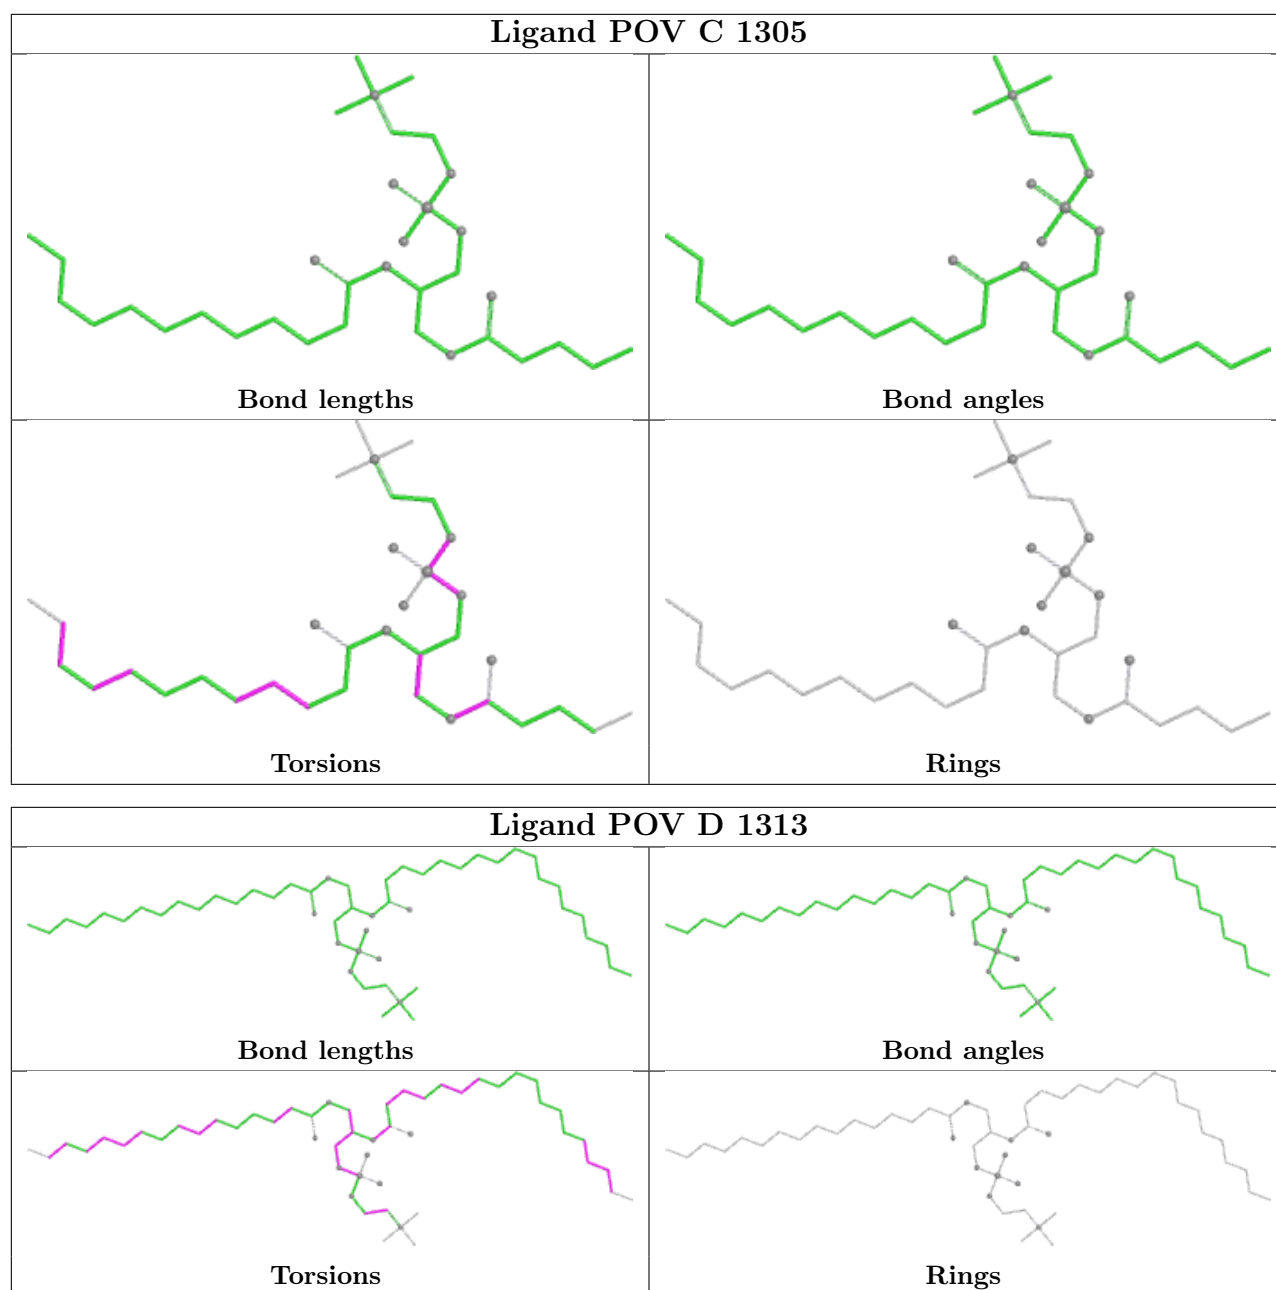 Ligand POV C 1305
Bond lengths
Bond angles
Torsions
Rings
Ligand POV D 1313
Bond lengths
Bond angles
Torsions
Rings